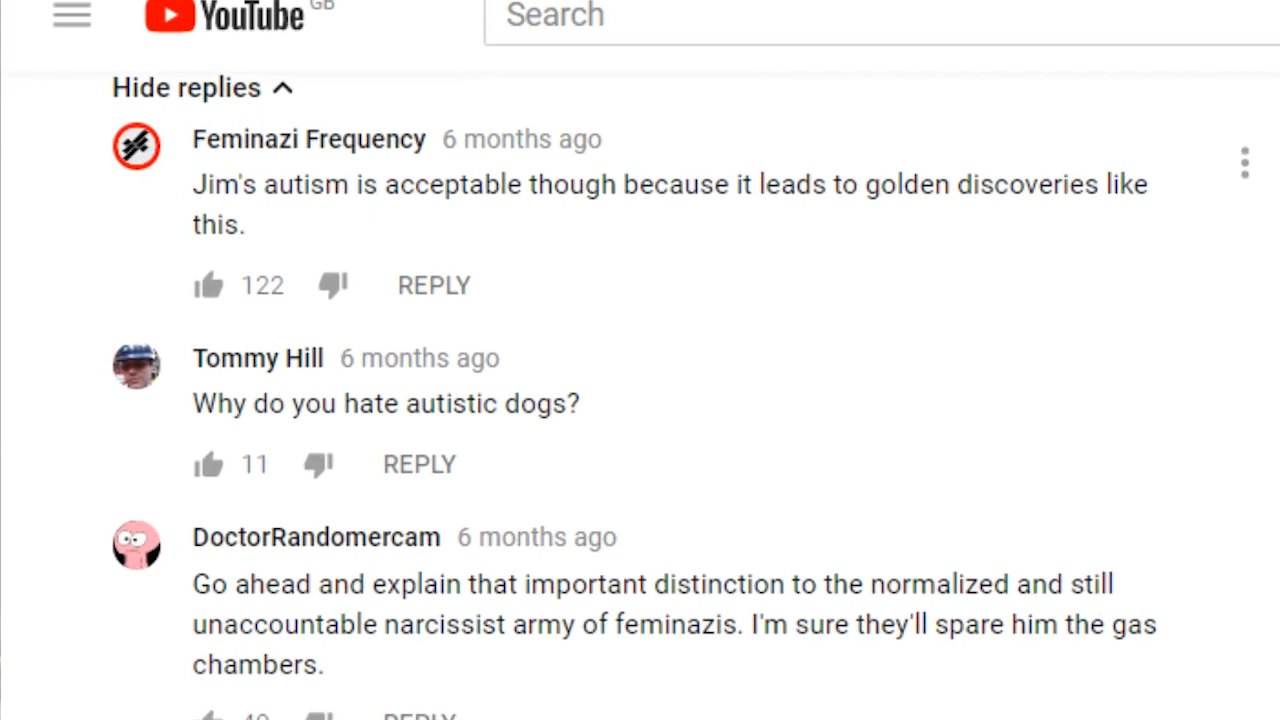 YouTube GB
Search
Hide replies
Feminazi Frequency 6 months ago
Jim's autism is acceptable though because it leads to golden discoveries like
this.
122 REPLY
Tommy Hill 6 months ago
Why do you hate autistic dogs?
11 REPLY
DoctorRandomercam 6 months ago
Go ahead and explain that important distinction to the normalized and still
unaccountable narcissist army of feminazis. I'm sure they'll spare him the gas
chambers.
REPLY